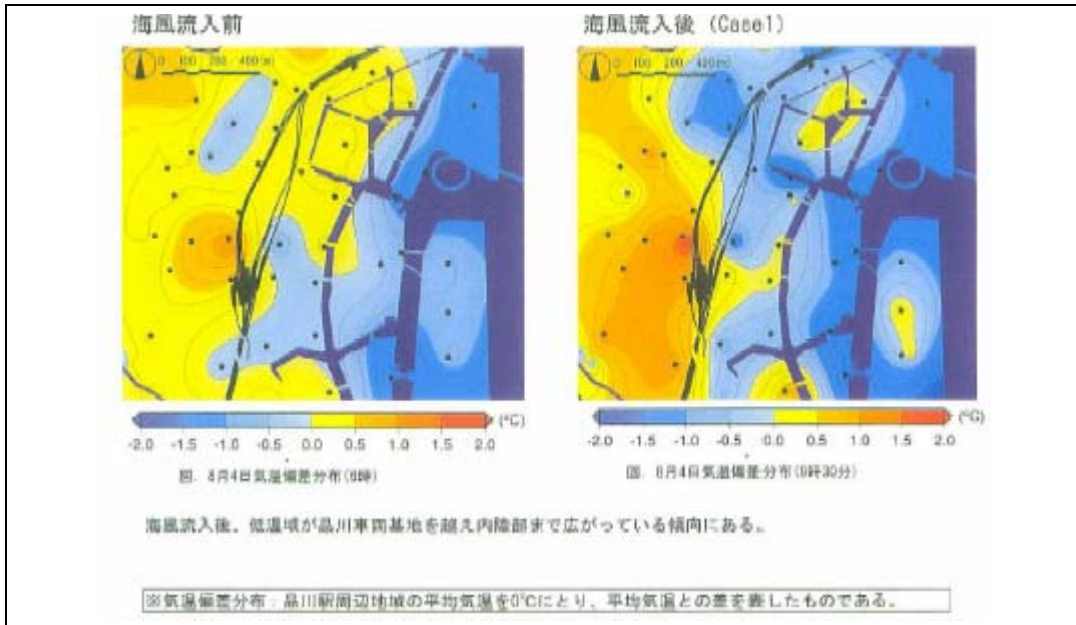 海風流入前
海風流入後 (Case1)
0 100 200 400(m)
0 100 200 400(m)
-2.0 -1.5 -1.0 -0.5 0.0 0.5 1.0 1.5 2.0 (℃)
-2.0 -1.5 -1.0 -0.5 0.0 0.5 1.0 1.5 2.0 (℃)
図. 8月4日気温偏差分布(6時)
図. 8月4日気温偏差分布(9時30分)
海風流入後、低温域が品川車両基地を越え内陸部まで広がっている傾向にある。
※気温偏差分布:品川駅周辺地域の平均気温を0℃にとり、平均気温との差を表したものである。